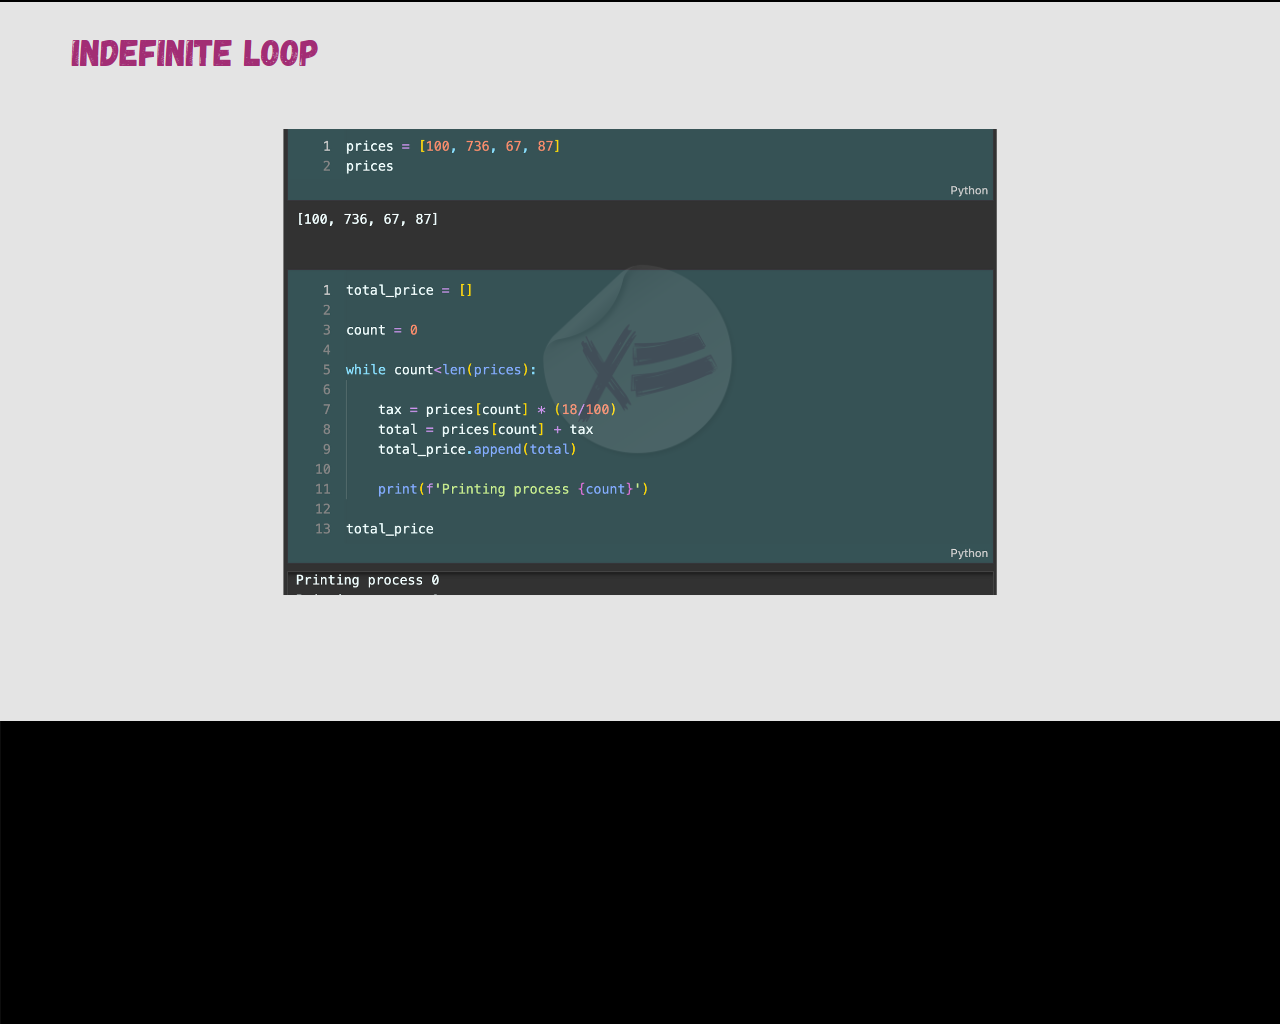 INDEFINITE LOOP
1 prices = [100, 736, 67, 87]
2 prices
Python
[100, 736, 67, 87]
1 total_price = []
2
3 count = 0
4
5 while count<len(prices):
6
7 tax = prices[count] * (18/100)
8 total = prices[count] + tax
9 total_price.append(total)
10
11 print(f'Printing process {count}')
12
13 total_price
Python
X=
Printing process 0